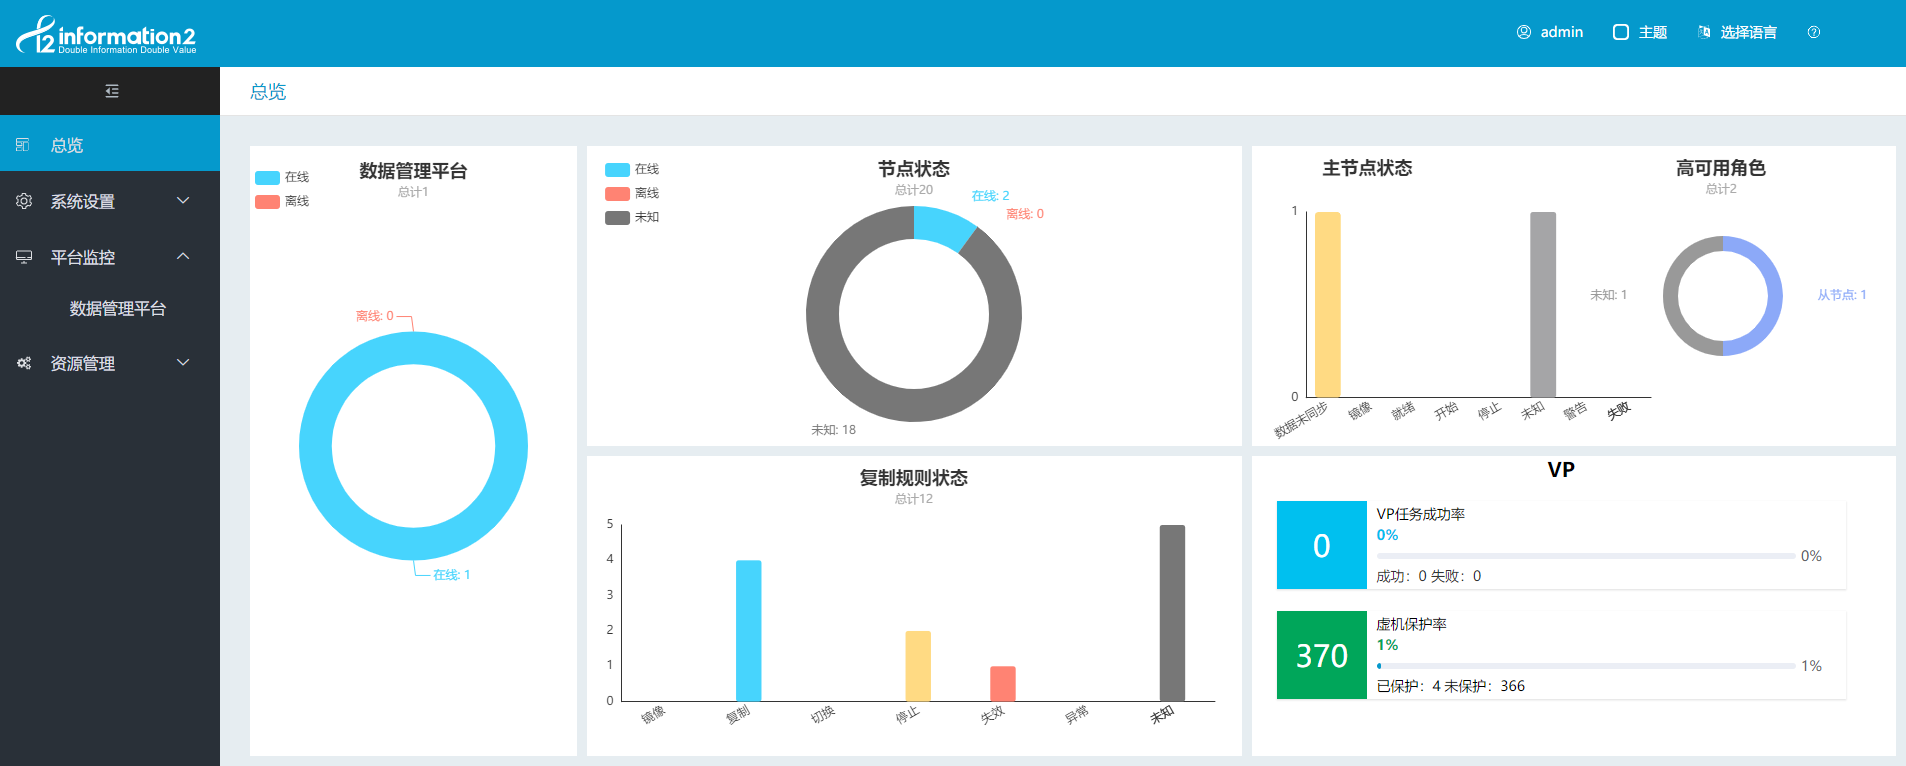 information2
Double Information Double Value
admin
主题
选择语言
总览
总览
系统设置
平台监控
数据管理平台
资源管理
数据管理平台
总计1
在线
离线
离线: 0
在线: 1
节点状态
总计20
在线
离线
未知
在线: 2
离线: 0
未知: 18
主节点状态
1
0
数据未同步
镜像
就绪
开始
停止
未知
警告
失败
高可用角色
总计2
未知: 1
从节点: 1
复制规则状态
总计12
5
4
3
2
1
0
镜像
复制
切换
停止
失效
异常
未知
VP
0
VP任务成功率
0%
0%
成功：0 失败：0
370
虚机保护率
1%
1%
已保护：4 未保护：366